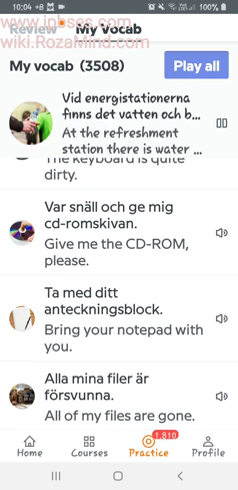 10:04 +B
100%
www.ipleses.com
Review
My Vocab
wiki.RozaMind.com
My vocab (3508)
Play all
Vid energistationerna
finns det vatten och b...
At the refreshment
station there is water ...
The keyboard is quite
dirty.
Var snäll och ge mig
cd-romskivan.
Give me the CD-ROM,
please.
Ta med ditt
anteckningsblock.
Bring your notepad with
you.
Alla mina filer är
försvunna.
All of my files are gone.
1,810
Home
Courses
Practice
Profile